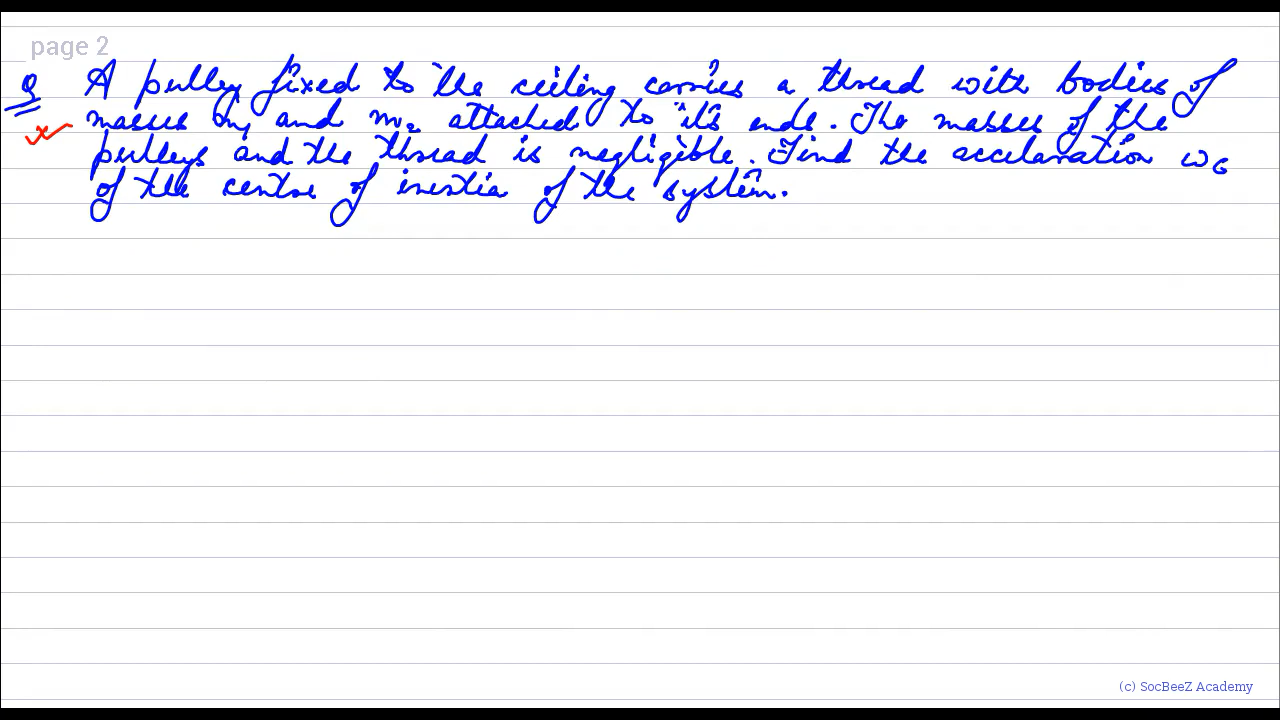 page 2
Q A pulley fixed to the ceiling carries a thread with bodies of
masses m₁ and m₂ attached to it's ends. The masses of the
pulleys and the thread is negligible. Find the accelaration w_G
of the centre of inertia of the system.
(c) SocBeeZ Academy